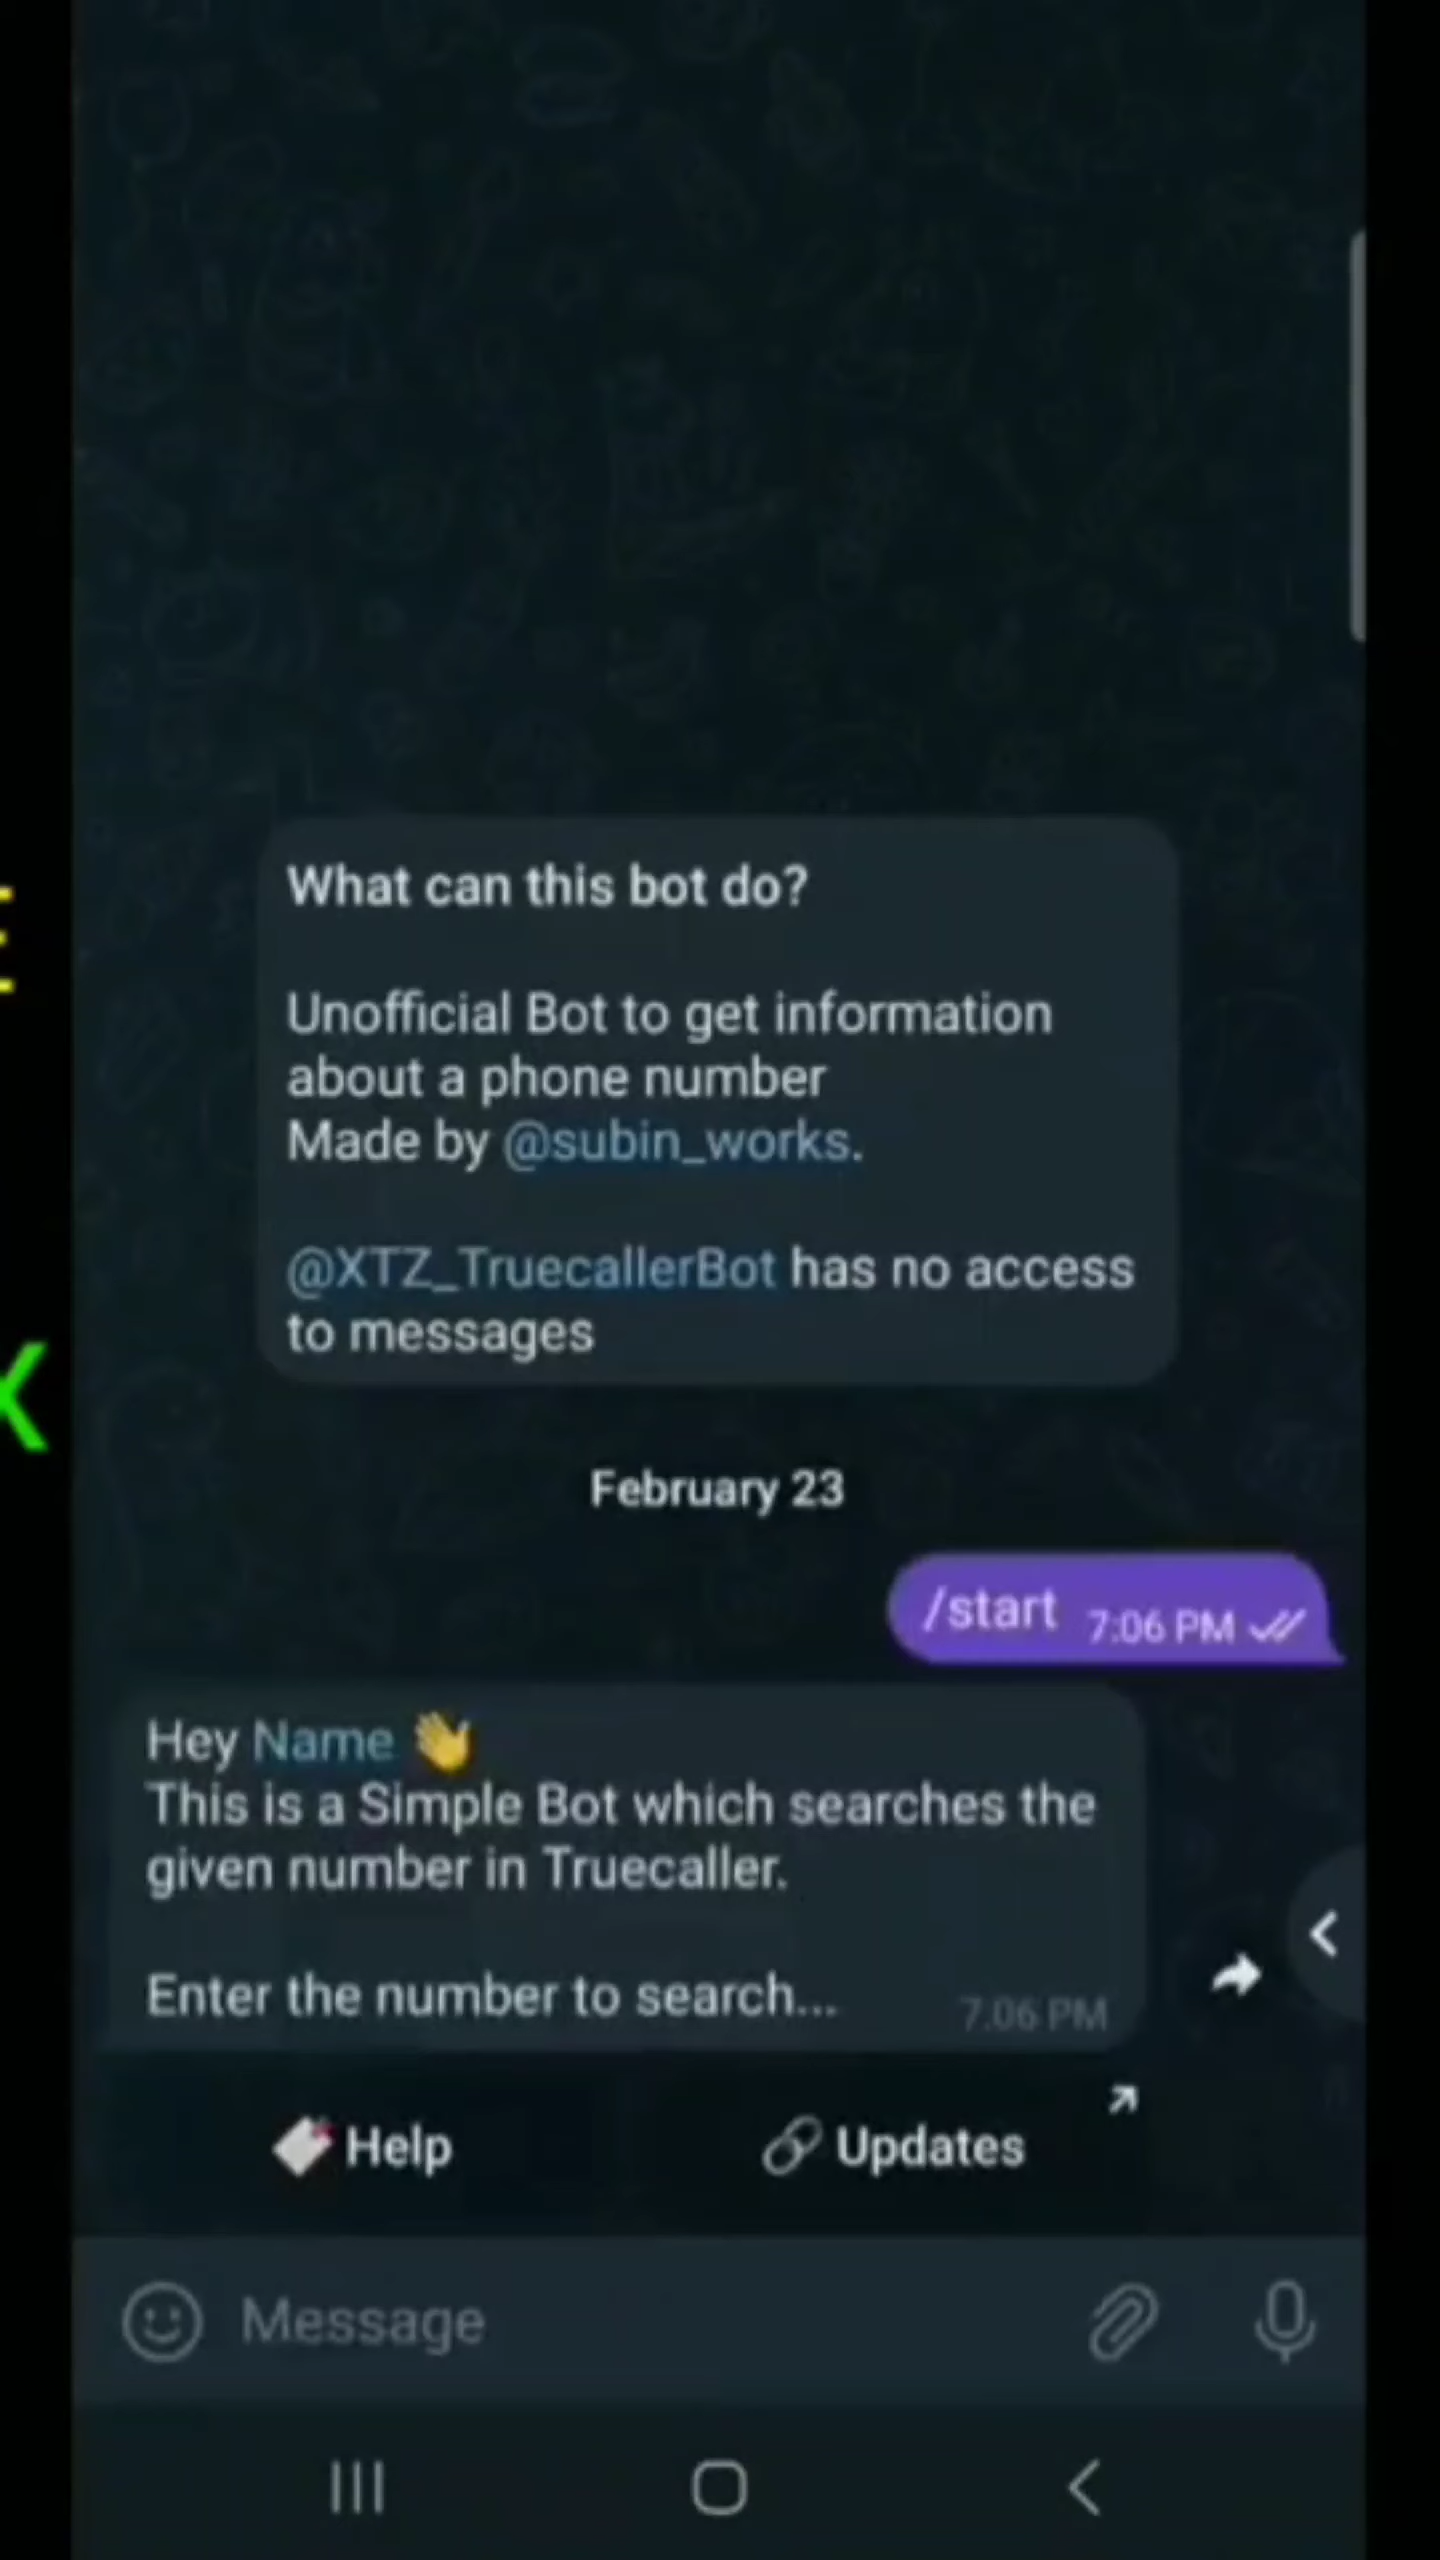 What can this bot do?
Unofficial Bot to get information
about a phone number
Made by @subin_works.
@XTZ_TruecallerBot has no access
to messages
February 23
/start 7:06 PM
Hey Name 👋
This is a Simple Bot which searches the
given number in Truecaller.
Enter the number to search...
7:06 PM
Help
Updates
Message